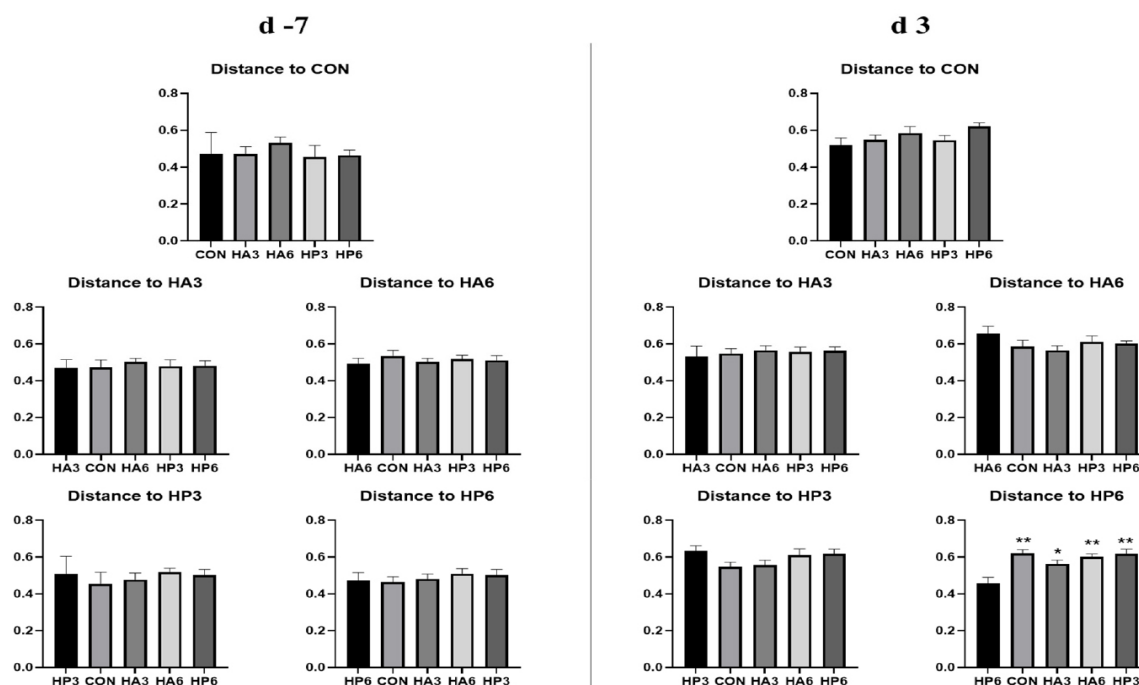 d -7
Distance to CON
0.8
0.6
0.4
0.2
0.0
CON HA3 HA6 HP3 HP6
Distance to HA3
0.8
0.6
0.4
0.2
0.0
HA3 CON HA6 HP3 HP6
Distance to HA6
0.8
0.6
0.4
0.2
0.0
HA6 CON HA3 HP3 HP6
Distance to HP3
0.8
0.6
0.4
0.2
0.0
HP3 CON HA3 HA6 HP6
Distance to HP6
0.8
0.6
0.4
0.2
0.0
HP6 CON HA3 HA6 HP3
d 3
Distance to CON
0.8
0.6
0.4
0.2
0.0
CON HA3 HA6 HP3 HP6
Distance to HA3
0.8
0.6
0.4
0.2
0.0
HA3 CON HA6 HP3 HP6
Distance to HA6
0.8
0.6
0.4
0.2
0.0
HA6 CON HA3 HP3 HP6
Distance to HP3
0.8
0.6
0.4
0.2
0.0
HP3 CON HA3 HA6 HP6
Distance to HP6
0.8
** * ** **
0.6
0.4
0.2
0.0
HP6 CON HA3 HA6 HP3